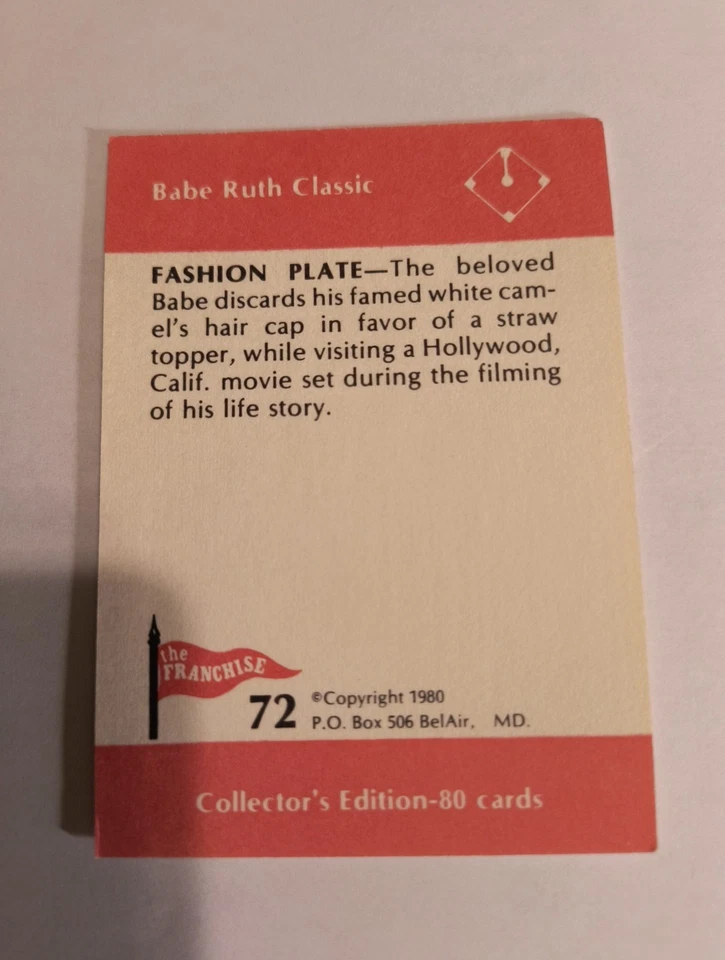 Babe Ruth Classic
FASHION PLATE—The beloved
Babe discards his famed white cam-
el's hair cap in favor of a straw
topper, while visiting a Hollywood,
Calif. movie set during the filming
of his life story.
the
FRANCHISE
72
©Copyright 1980
P.O. Box 506 BelAir, MD.
Collector's Edition-80 cards